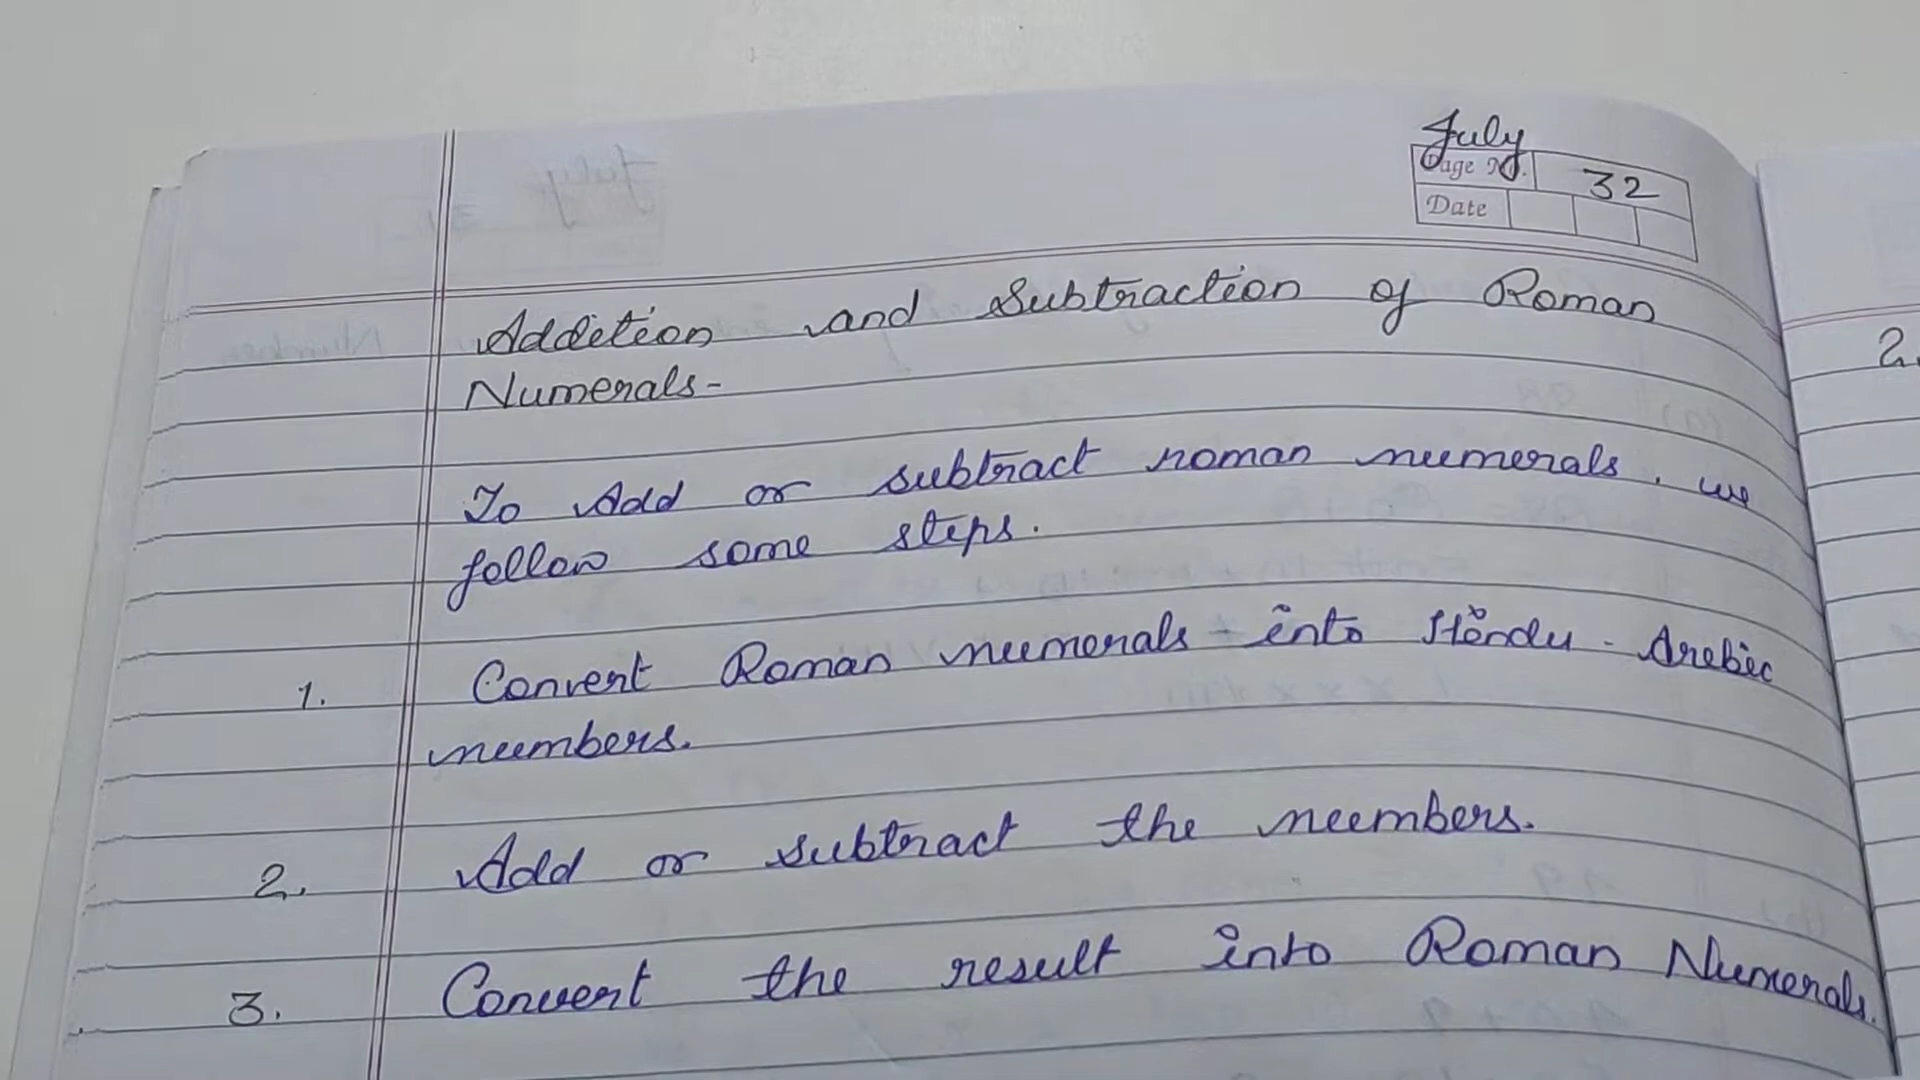 July
Page No. 32
Date
Addition and Subtraction of Roman
Numerals-
To Add or subtract roman numerals, we
follow some steps.
1. Convert Roman numerals - into Hindu - Arebic
numbers.
2. Add or subtract the numbers.
3. Convert the result into Roman Numerals.
2.